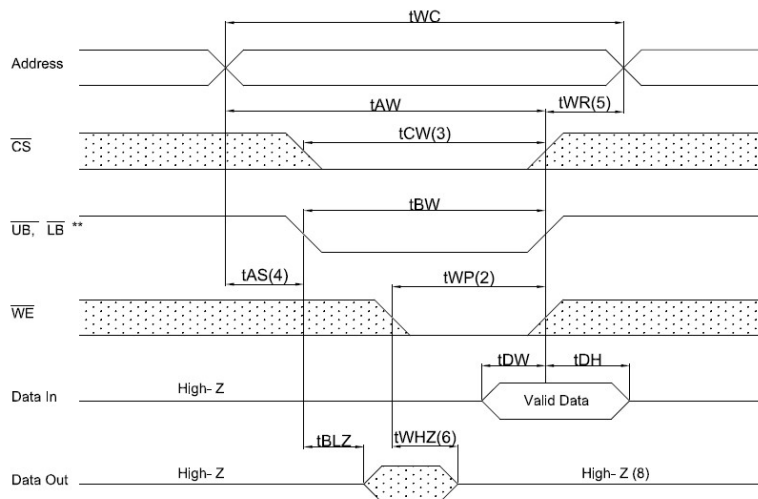 tWC
Address
tAW
tWR(5)
CS
tCW(3)
UB, LB **
tBW
tAS(4)
tWP(2)
WE
tDW
tDH
Data In
High- Z
Valid Data
tBLZ
tWHZ(6)
Data Out
High- Z
High- Z (8)